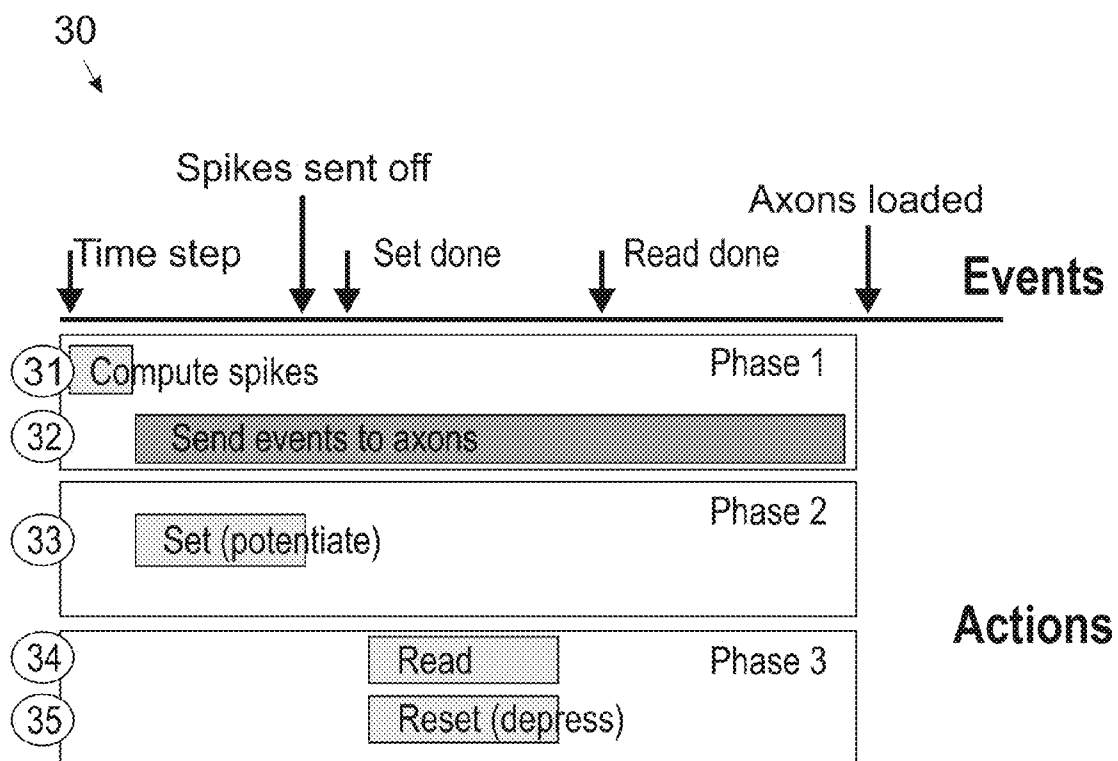 30
Spikes sent off
Axons loaded
Time step
Set done
Read done
Events
31 Compute spikes
Phase 1
32 Send events to axons
Phase 2
33 Set (potentiate)
Actions
34 Read
Phase 3
35 Reset (depress)